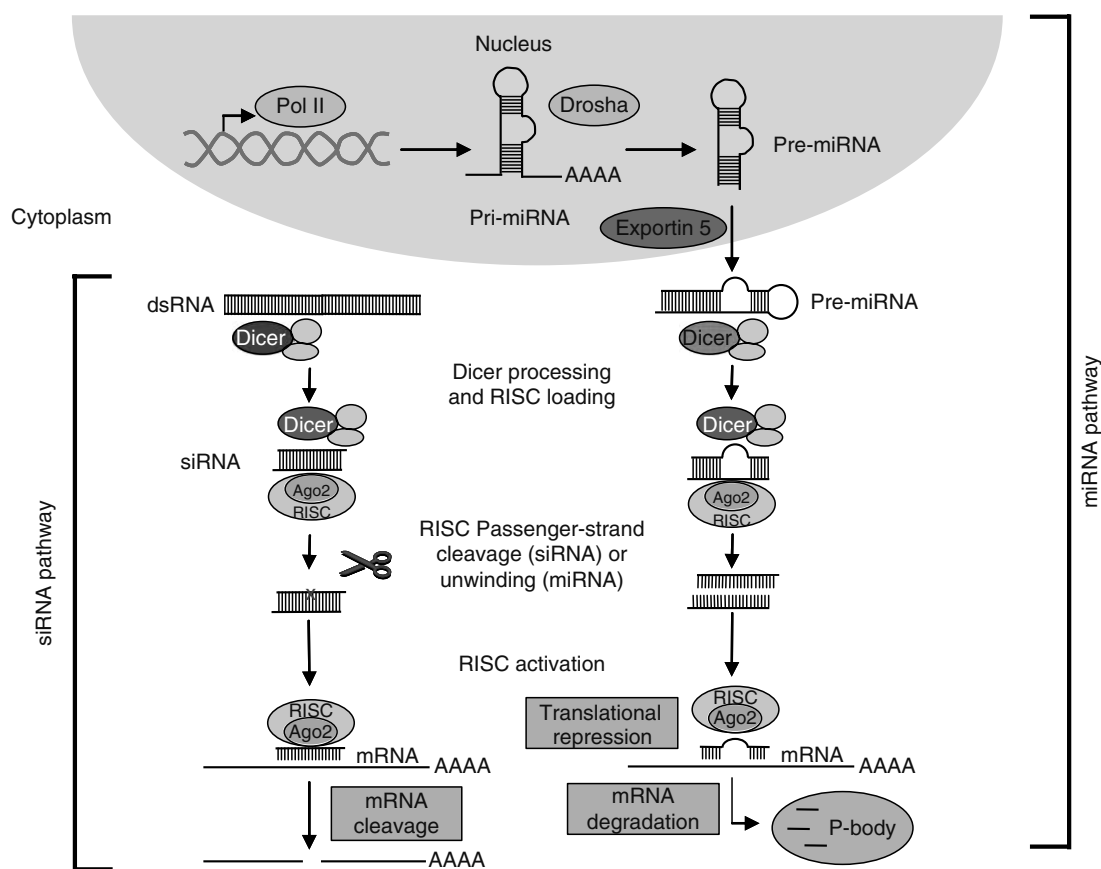 Nucleus
Pol II
Drosha
Pre-miRNA
AAAA
Pri-miRNA
Cytoplasm
Exportin 5
dsRNA
Pre-miRNA
Dicer
Dicer
Dicer processing
and RISC loading
Dicer
Dicer
siRNA
Ago2
RISC
Ago2
RISC
RISC Passenger-strand
cleavage (siRNA) or
unwinding (miRNA)
x
siRNA pathway
miRNA pathway
RISC activation
RISC
Ago2
Translational
repression
RISC
Ago2
mRNA
AAAA
mRNA
AAAA
mRNA
cleavage
mRNA
degradation
P-body
AAAA